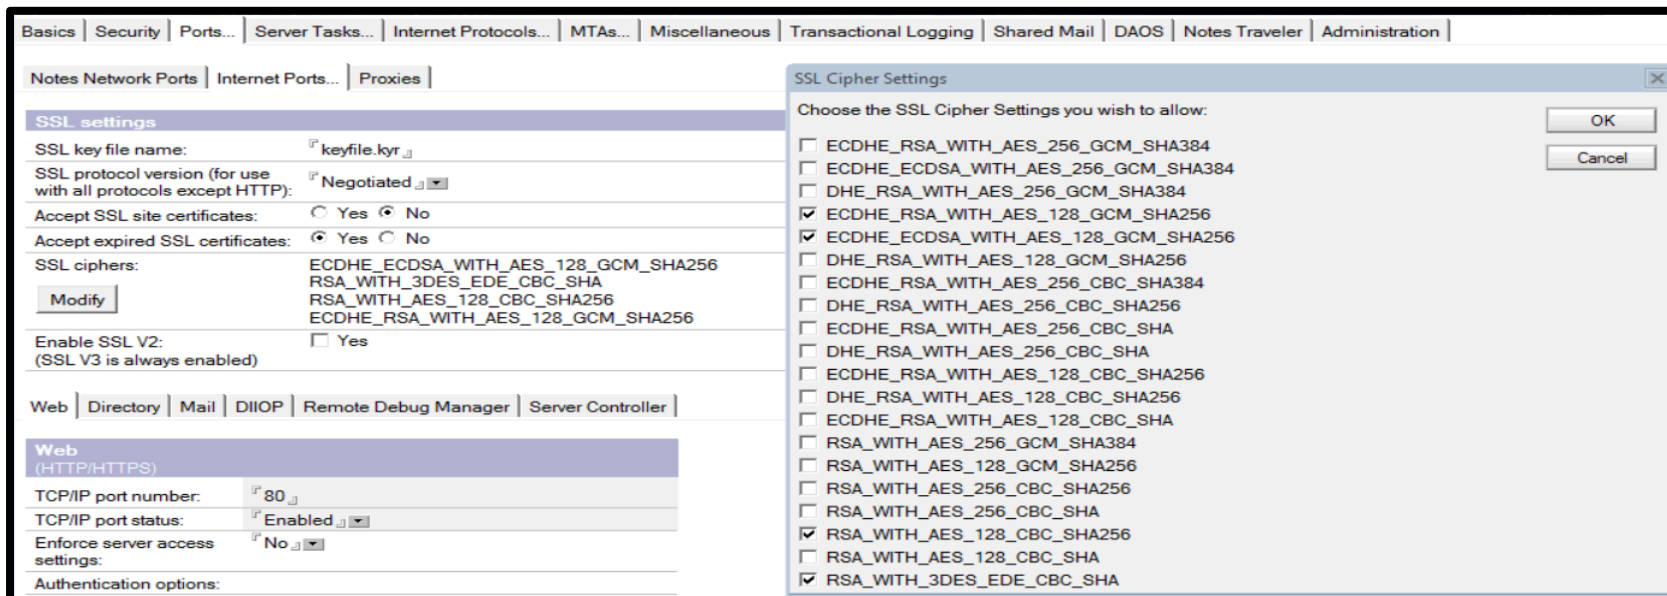 Basics Security Ports... Server Tasks... Internet Protocols... MTAs... Miscellaneous Transactional Logging Shared Mail DAOS Notes Traveler Administration
Notes Network Ports Internet Ports... Proxies
SSL settings
SSL key file name: keyfile.kyr
SSL protocol version (for use
with all protocols except HTTP): Negotiated
Accept SSL site certificates: Yes No
Accept expired SSL certificates: Yes No
SSL ciphers: ECDHE_ECDSA_WITH_AES_128_GCM_SHA256
RSA_WITH_3DES_EDE_CBC_SHA
Modify RSA_WITH_AES_128_CBC_SHA256
ECDHE_RSA_WITH_AES_128_GCM_SHA256
Enable SSL V2: Yes
(SSL V3 is always enabled)
Web Directory Mail DIIOP Remote Debug Manager Server Controller
Web
(HTTP/HTTPS)
TCP/IP port number: 80
TCP/IP port status: Enabled
Enforce server access No
settings:
Authentication options:
SSL Cipher Settings
Choose the SSL Cipher Settings you wish to allow:
OK
Cancel
ECDHE_RSA_WITH_AES_256_GCM_SHA384
ECDHE_ECDSA_WITH_AES_256_GCM_SHA384
DHE_RSA_WITH_AES_256_GCM_SHA384
ECDHE_RSA_WITH_AES_128_GCM_SHA256
ECDHE_ECDSA_WITH_AES_128_GCM_SHA256
DHE_RSA_WITH_AES_128_GCM_SHA256
ECDHE_RSA_WITH_AES_256_CBC_SHA384
DHE_RSA_WITH_AES_256_CBC_SHA256
ECDHE_RSA_WITH_AES_256_CBC_SHA
DHE_RSA_WITH_AES_256_CBC_SHA
ECDHE_RSA_WITH_AES_128_CBC_SHA256
DHE_RSA_WITH_AES_128_CBC_SHA256
ECDHE_RSA_WITH_AES_128_CBC_SHA
RSA_WITH_AES_256_GCM_SHA384
RSA_WITH_AES_128_GCM_SHA256
RSA_WITH_AES_256_CBC_SHA256
RSA_WITH_AES_256_CBC_SHA
RSA_WITH_AES_128_CBC_SHA256
RSA_WITH_AES_128_CBC_SHA
RSA_WITH_3DES_EDE_CBC_SHA